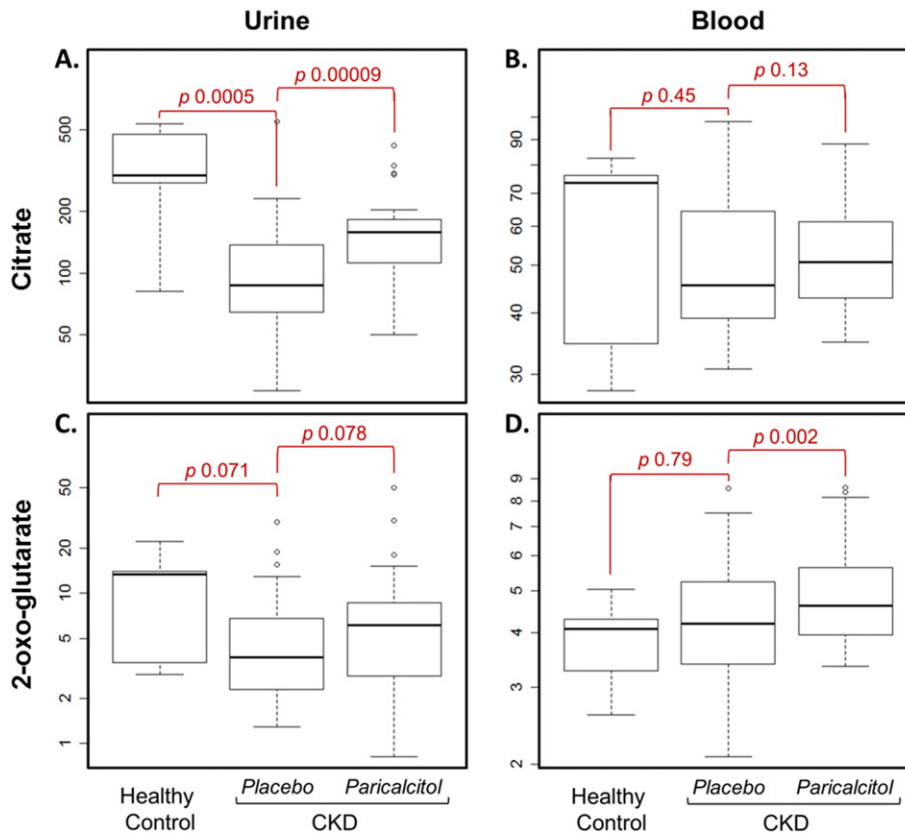 Urine
Blood
A.
p 0.0005
p 0.00009
Citrate
500
200
100
50
B.
p 0.45
p 0.13
90
70
60
50
40
30
C.
p 0.071
p 0.078
2-oxo-glutarate
50
20
10
5
2
1
D.
p 0.79
p 0.002
9
8
7
6
5
4
3
2
Healthy
Control
Placebo
Paricalcitol
CKD
Healthy
Control
Placebo
Paricalcitol
CKD